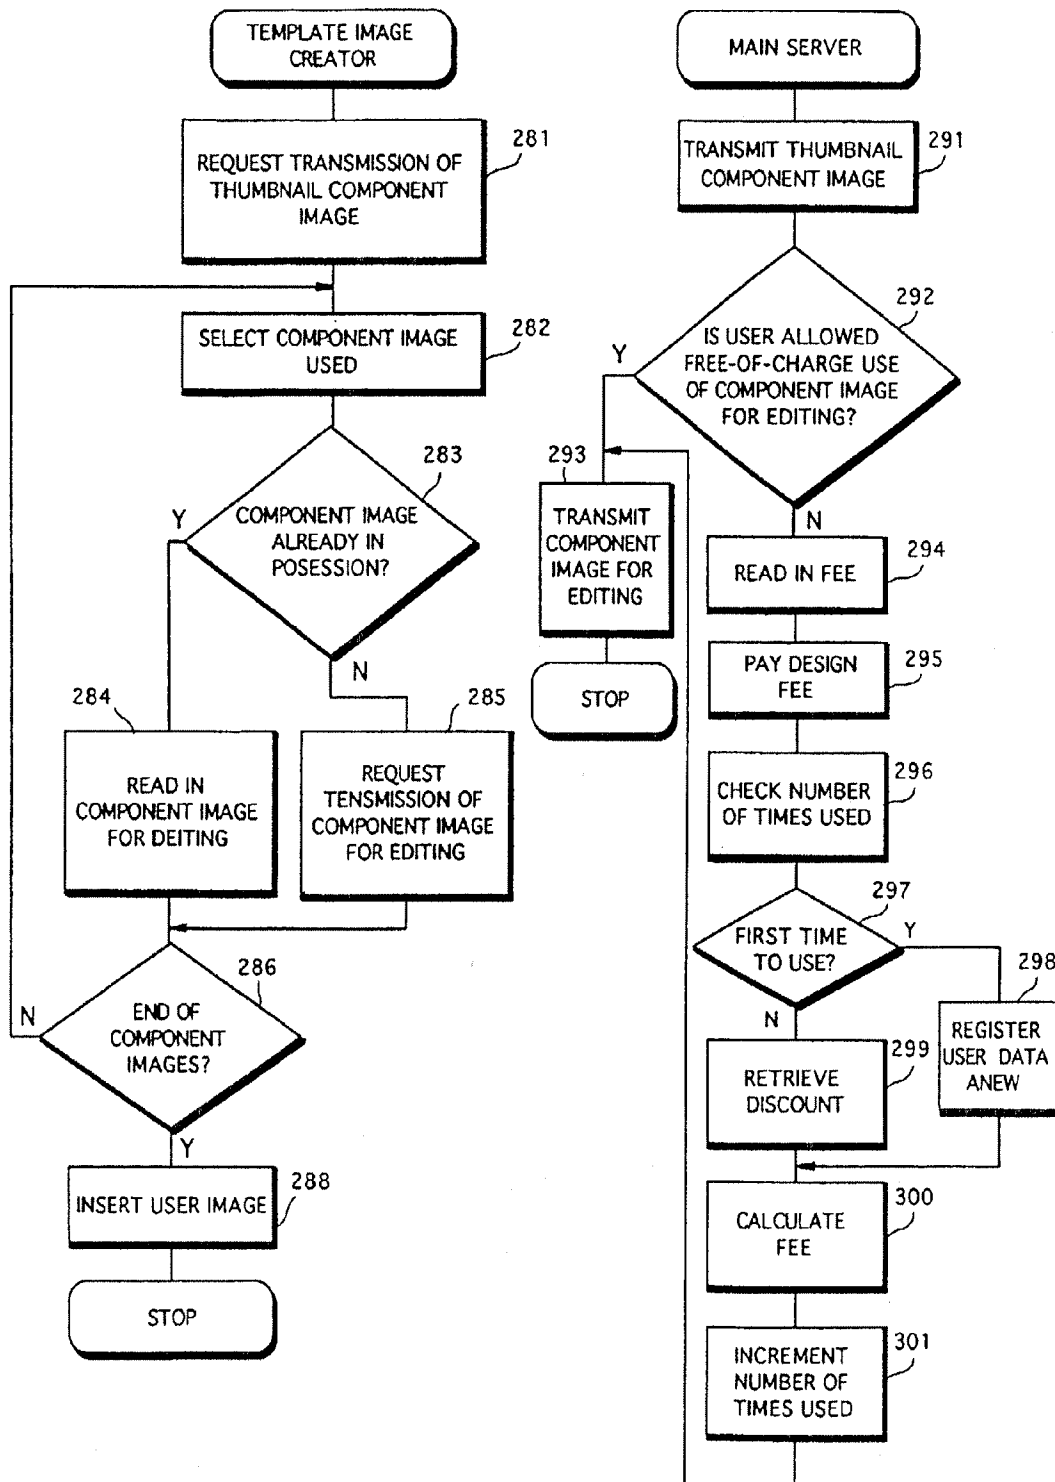 TEMPLATE IMAGE
CREATOR
281
REQUEST TRANSMISSION OF
THUMBNAIL COMPONENT
IMAGE
282
SELECT COMPONENT IMAGE
USED
283
COMPONENT IMAGE
ALREADY IN
POSESSION?
Y
N
284
READ IN
COMPONENT IMAGE
FOR DEITING
285
REQUEST
TENSMISSION OF
COMPONENT IMAGE
FOR EDITING
286
END OF
COMPONENT
IMAGES?
N
Y
288
INSERT USER IMAGE
STOP
MAIN SERVER
291
TRANSMIT THUMBNAIL
COMPONENT IMAGE
292
IS USER ALLOWED
FREE-OF-CHARGE USE
OF COMPONENT IMAGE
FOR EDITING?
Y
N
293
TRANSMIT
COMPONENT
IMAGE FOR
EDITING
STOP
294
READ IN FEE
295
PAY DESIGN
FEE
296
CHECK NUMBER
OF TIMES USED
297
FIRST TIME
TO USE?
Y
N
298
REGISTER
USER DATA
ANEW
299
RETRIEVE
DISCOUNT
300
CALCULATE
FEE
301
INCREMENT
NUMBER OF
TIMES USED